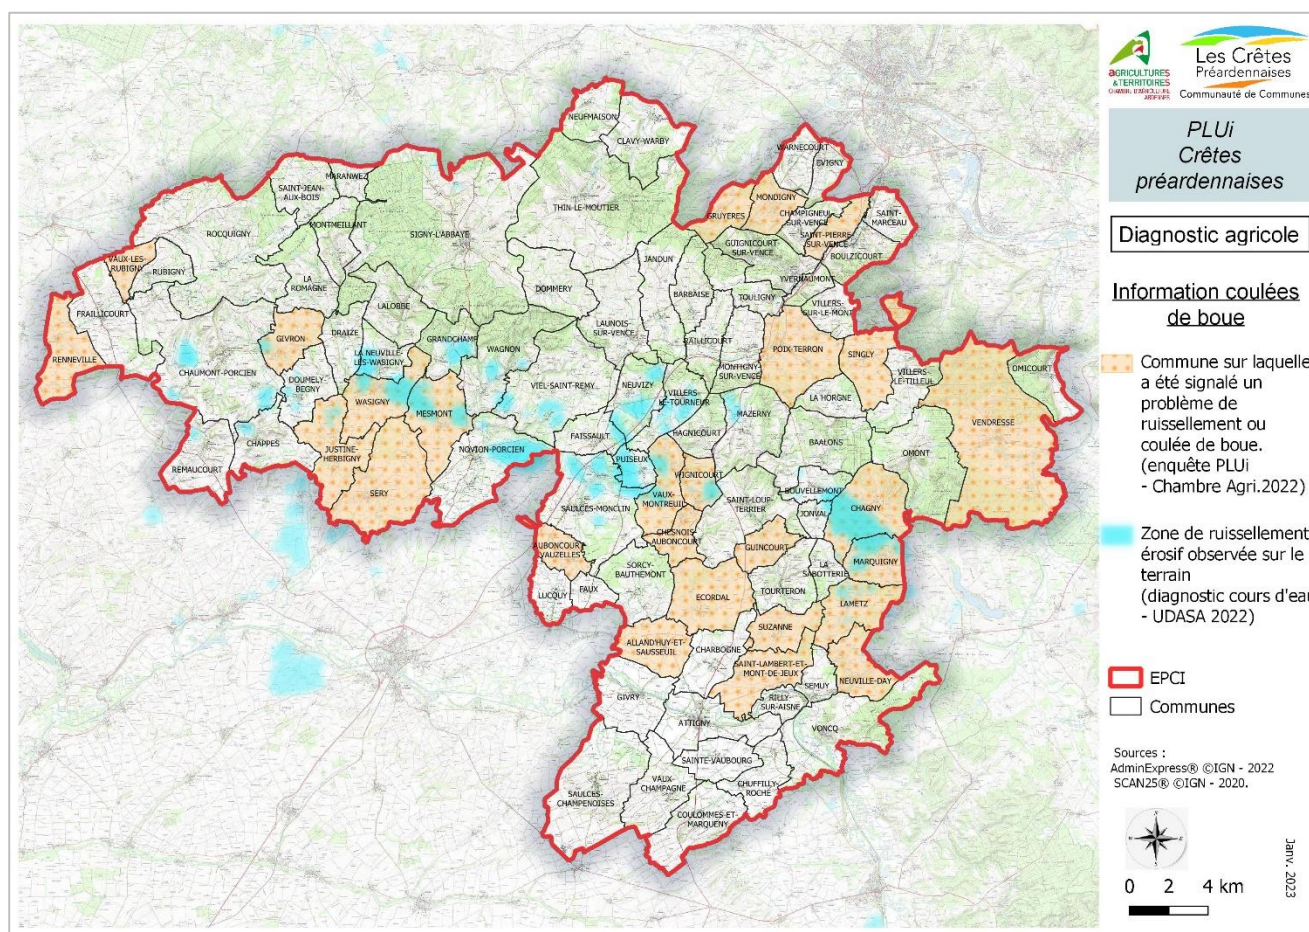 AGRICULTURES
& TERRITOIRES
CHAMBRE D'AGRICULTURE
ARDENNES
Les Crêtes
Préardennaises
Communauté de Communes
PLUi
Crêtes
préardennaises
Diagnostic agricole
Information coulées
de boue
Commune sur laquelle
a été signalé un
problème de
ruissellement ou
coulée de boue.
(enquête PLUi
- Chambre Agri.2022)
Zone de ruissellement
érosif observée sur le
terrain
(diagnostic cours d'eau
- UDASA 2022)
EPCI
Communes
Sources :
AdminExpress® ©IGN - 2022
SCAN25® ©IGN - 2020.
0 2 4 km
Janv. 2023
NEUFMAISON
CLAVY-WARBY
WARNECOURT
EVIGNY
MARANWEZ
SAINT-JEAN-
AUX-BOIS
THIN-LE-MOUTIER
MONDIGNY
GRUYERES
CHAMPIGNEUL-
SUR-VENCE
SAINT-
MARCEAU
ROCQUIGNY
MONTMEILLANT
SIGNY-L'ABBAYE
SAINT-PIERRE-
SUR-VENCE
GUIGNICOURT-
SUR-VENCE
BOULZICOURT
VAUX-LES-
RUBIGNY
RUBIGNY
LA
ROMAGNE
JANDUN
YVERNAUMONT
DOMMERY
BARBAISE
TOULIGNY
LALOBBE
VILLERS-
SUR-LE-MONT
FRAILLICOURT
LAUNOIS-
SUR-VENCE
DRAIZE
GIVRON
GRANDCHAMP
RAILLICOURT
WAGNON
POIX-TERRON
SINGLY
RENNEVILLE
LA NEUVILLE-
LES-WASIGNY
MONTIGNY-
SUR-VENCE
OMICOURT
CHAUMONT-PORCIEN
DOUMELY-
BEGNY
VIEL-SAINT-REMY
NEUVIZY
VILLERS-
LE-TILLEUL
WASIGNY
VILLERS-
LE-TOURNEUR
LA HORGNE
MESMONT
MAZERNY
VENDRESSE
FAISSAULT
HAGNICOURT
CHAPPES
JUSTINE-
HERBIGNY
NOVION-PORCIEN
BAALONS
OMONT
PUISEUX
REMAUCOURT
WIGNICOURT
SERY
VAUX-
MONTREUIL
SAINT-LOUP-
TERRIER
BOUVELLEMONT
SAULCES-MONCLIN
JONVAL
CHAGNY
CHESNOIS-
AUBONCOURT
GUINCOURT
AUBONCOURT-
VAUZELLES
SORCY-
BAUTHEMONT
LA
SABOTTERIE
MARQUIGNY
LUCQUY
FAUX
ECORDAL
TOURTERON
LAMETZ
SUZANNE
ALLAND'HUY-ET-
SAUSSEUIL
CHARBOGNE
SAINT-LAMBERT-ET-
MONT-DE-JEUX
NEUVILLE-DAY
SEMUY
GIVRY
RILLY-
SUR-AISNE
ATTIGNY
VONCQ
SAINTE-VAUBOURG
VAUX-
CHAMPAGNE
CHUFFILLY-
ROCHE
SAULCES-
CHAMPENOISES
COULOMMES-ET-
MARQUENY